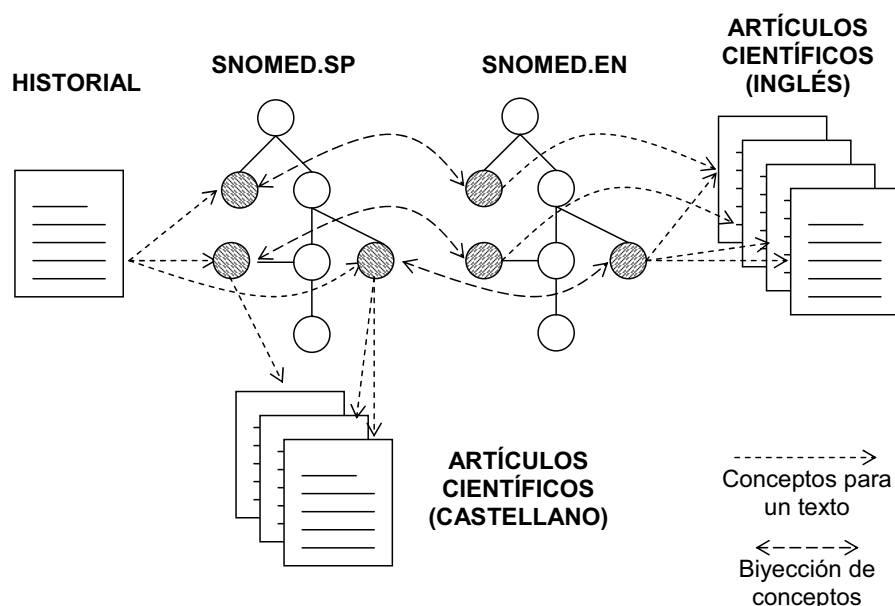 HISTORIAL
SNOMED.SP
SNOMED.EN
ARTÍCULOS
CIENTÍFICOS
(INGLÉS)
ARTÍCULOS
CIENTÍFICOS
(CASTELLANO)
Conceptos para
un texto
Biyección de
conceptos